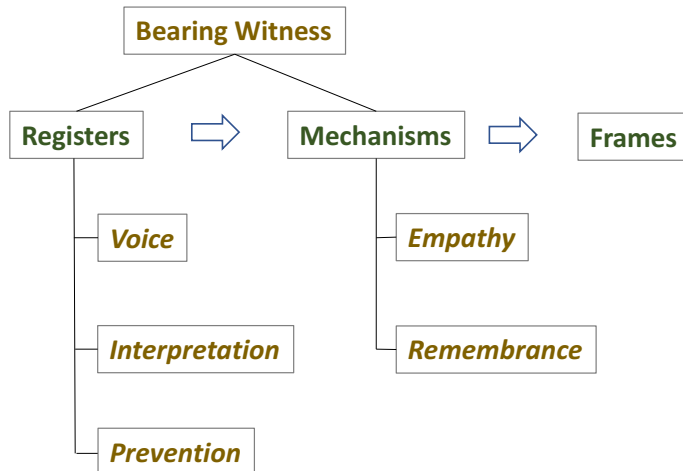 Bearing Witness
Registers
Mechanisms
Frames
Voice
Empathy
Interpretation
Remembrance
Prevention